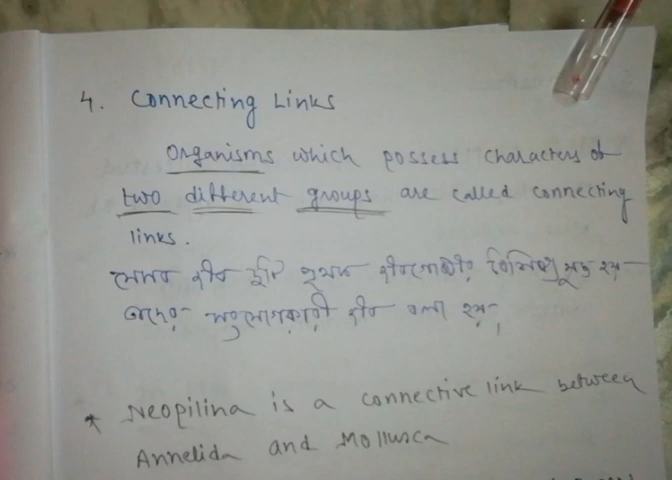 4. Connecting Links
Organisms which possess characters of
two different groups are called connecting
links.
যেসব জীব দুটি পৃথক জীবগোষ্ঠীর বৈশিষ্ট্যযুক্ত হয়
তাদের সংযোগকারী জীব বলা হয়।
* Neopilina is a connective link between
Annelida and Mollusca